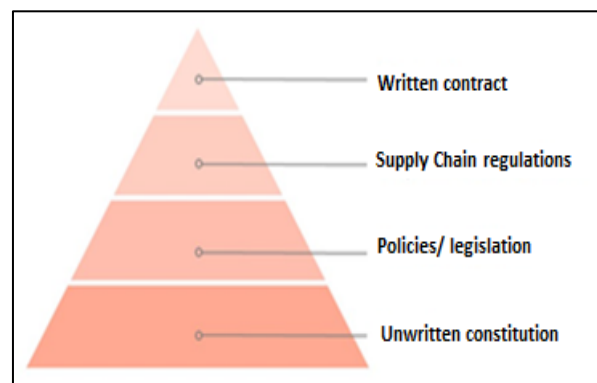 Written contract
Supply Chain regulations
Policies/ legislation
Unwritten constitution